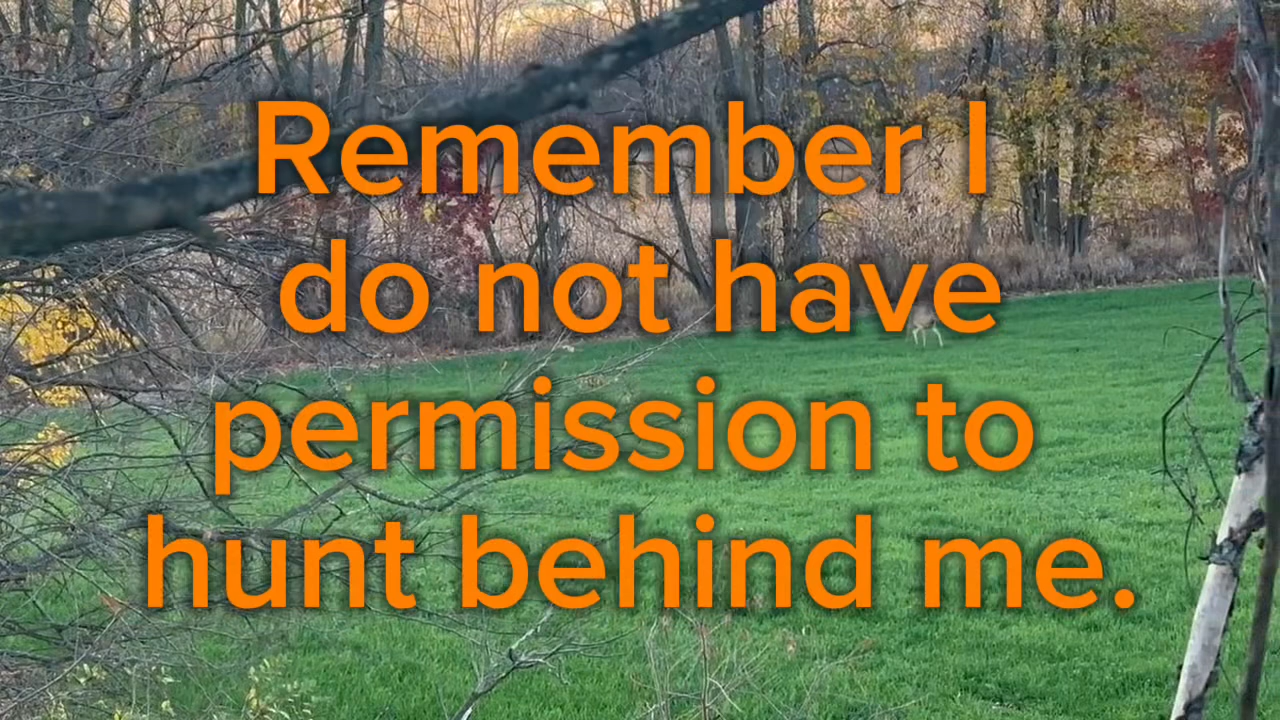 Remember I
do not have
permission to
hunt behind me.